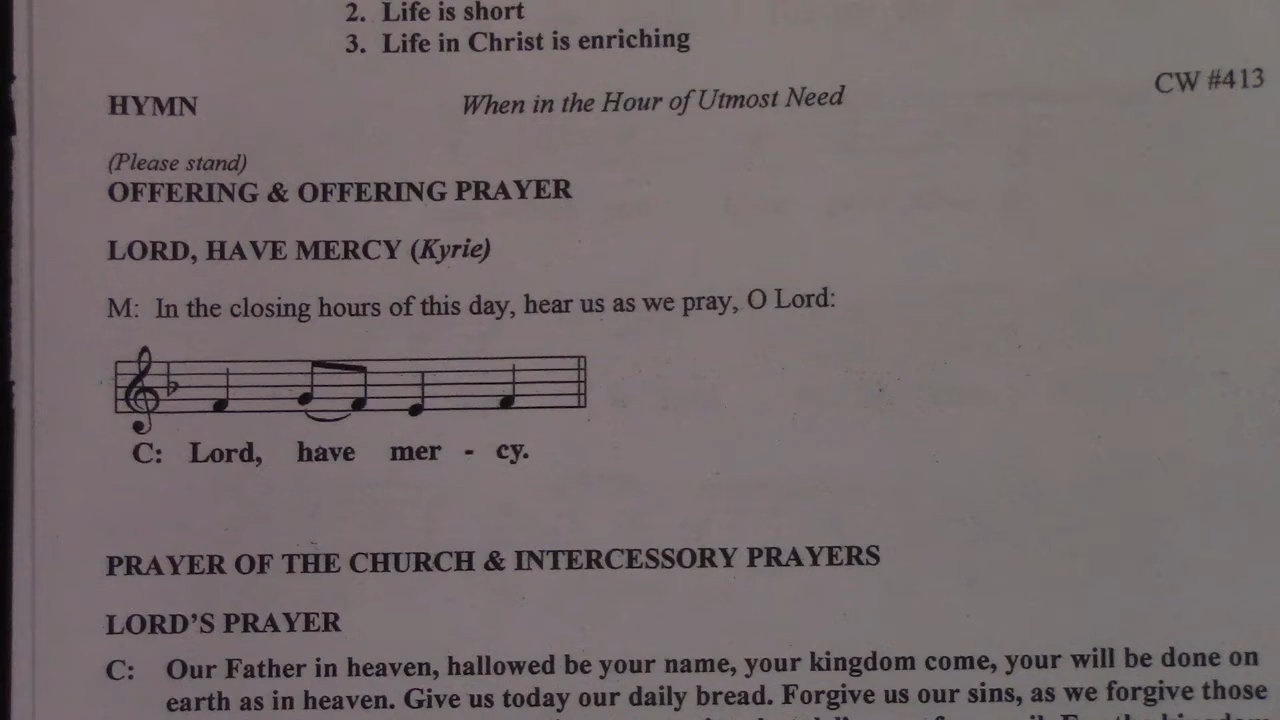 2. Life is short
3. Life in Christ is enriching
HYMN When in the Hour of Utmost Need CW #413
(Please stand)
OFFERING & OFFERING PRAYER
LORD, HAVE MERCY (Kyrie)
M: In the closing hours of this day, hear us as we pray, O Lord:
C: Lord, have mer - cy.
PRAYER OF THE CHURCH & INTERCESSORY PRAYERS
LORD'S PRAYER
C: Our Father in heaven, hallowed be your name, your kingdom come, your will be done on
earth as in heaven. Give us today our daily bread. Forgive us our sins, as we forgive those